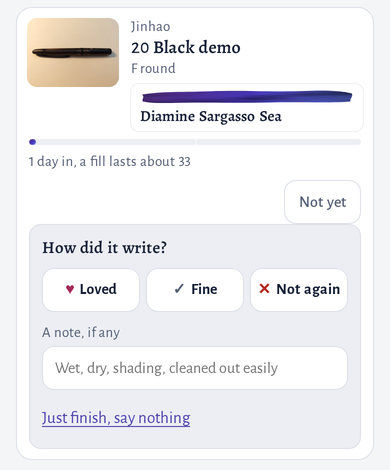 Jinhao
20 Black demo
F round
Diamine Sargasso Sea
1 day in, a fill lasts about 33
Not yet
How did it write?
♥ Loved
✓ Fine
✕ Not again
A note, if any
Wet, dry, shading, cleaned out easily
Just finish, say nothing